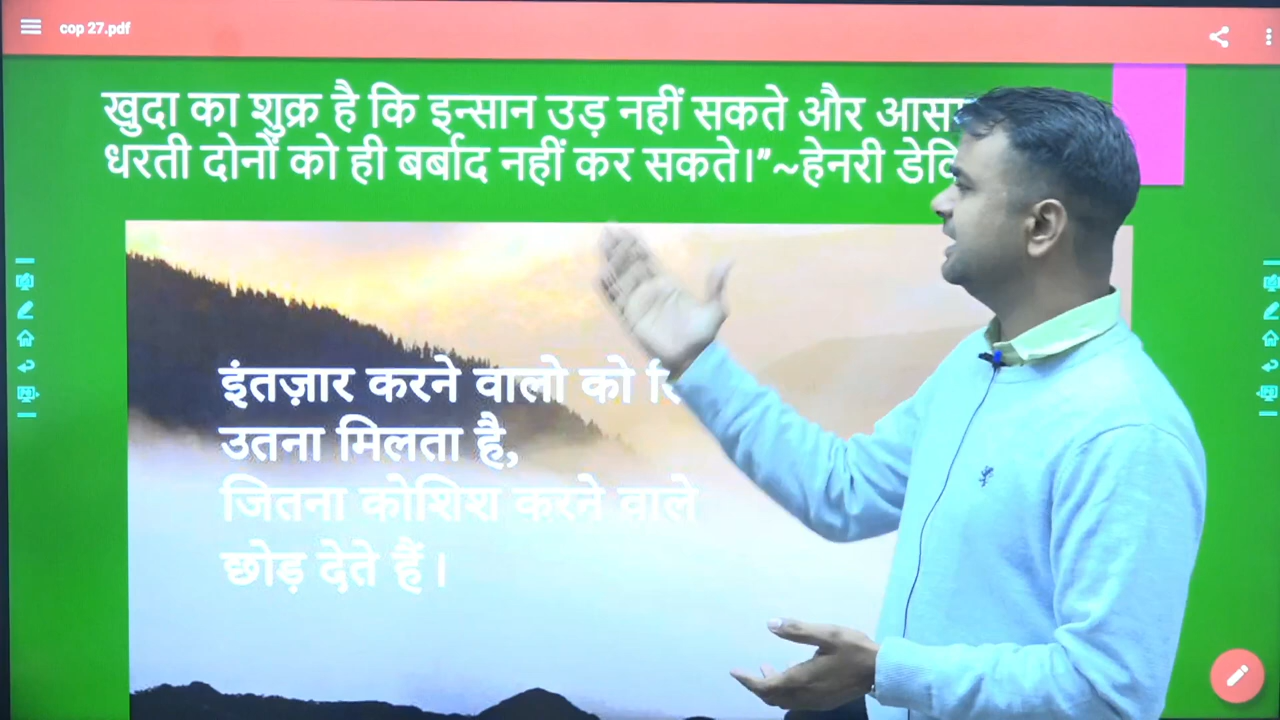 cop 27.pdf
खुदा का शुक्र है कि इन्सान उड़ नहीं सकते और
धरती दोनों को ही बर्बाद नहीं कर सकते।”~हेनरी
इंतज़ार करने वालो को
उतना मिलता है,
जितना कोशिश करने वाले
छोड़ देते हैं।